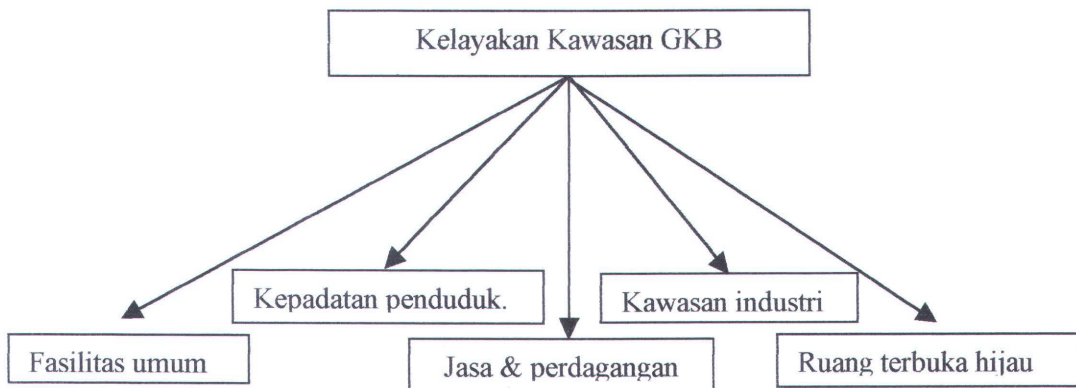 Kelayakan Kawasan GKB
Kepadatan penduduk.
Kawasan industri
Fasilitas umum
Jasa & perdagangan
Ruang terbuka hijau